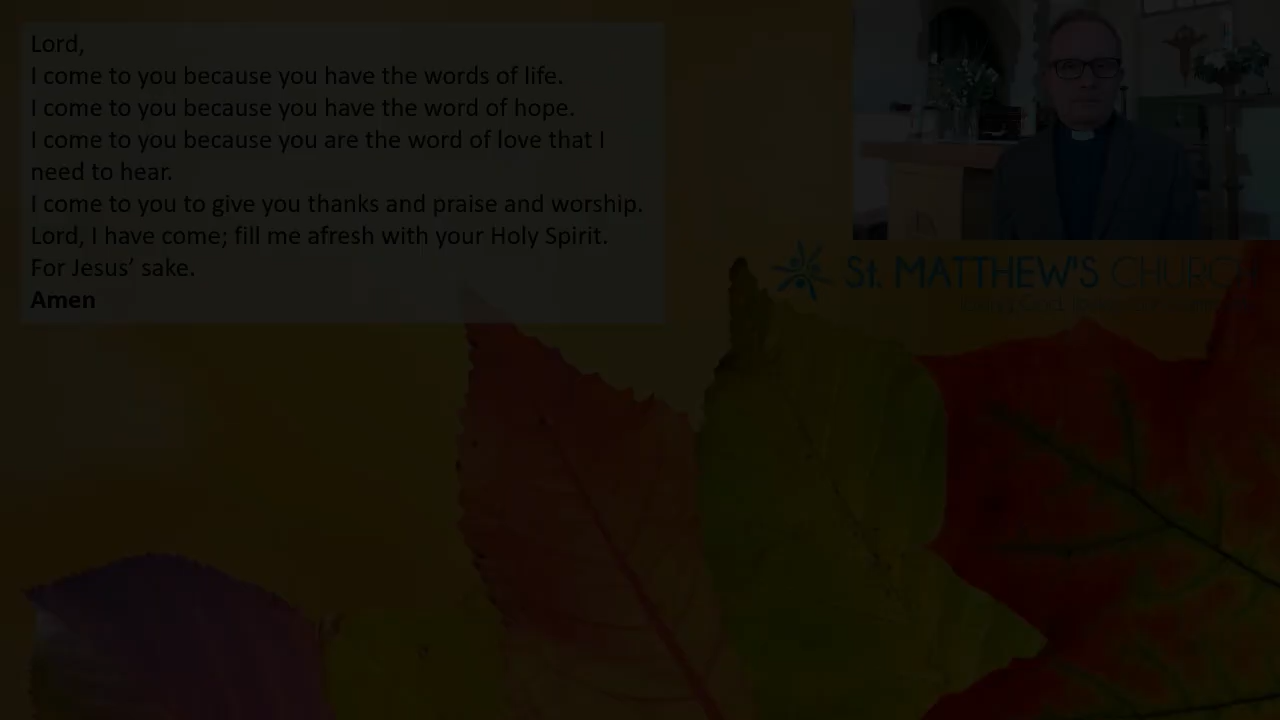 Lord,
I come to you because you have the words of life.
I come to you because you have the word of hope.
I come to you because you are the word of love that I
need to hear.
I come to you to give you thanks and praise and worship.
Lord, I have come; fill me afresh with your Holy Spirit.
For Jesus’ sake.
Amen
St. MATTHEW'S CHURCH